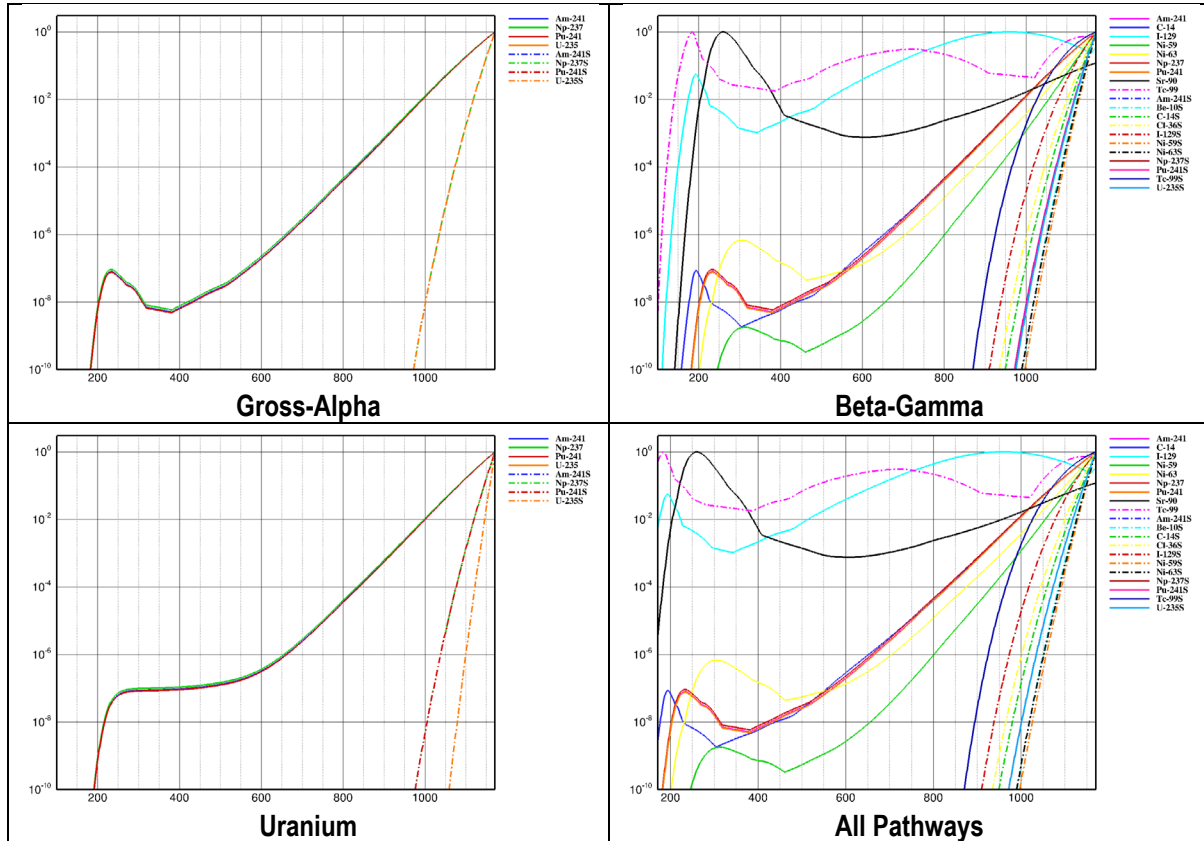 Am-241
Np-237
Pu-241
U-235
Am-241S
Np-237S
Pu-241S
U-235S
10⁰
10⁻²
10⁻⁴
10⁻⁶
10⁻⁸
10⁻¹⁰
200 400 600 800 1000
Gross-Alpha
Am-241
C-14
I-129
Ni-59
Ni-63
Np-237
Pu-241
Sr-90
Tc-99
Am-241S
Be-10S
C-14S
Cl-36S
I-129S
Ni-59S
Ni-63S
Np-237S
Pu-241S
Tc-99S
U-235S
10⁰
10⁻²
10⁻⁴
10⁻⁶
10⁻⁸
10⁻¹⁰
200 400 600 800 1000
Beta-Gamma
Am-241
Np-237
Pu-241
U-235
Am-241S
Np-237S
Pu-241S
U-235S
10⁰
10⁻²
10⁻⁴
10⁻⁶
10⁻⁸
10⁻¹⁰
200 400 600 800 1000
Uranium
Am-241
C-14
I-129
Ni-59
Ni-63
Np-237
Pu-241
Sr-90
Tc-99
Am-241S
Be-10S
C-14S
Cl-36S
I-129S
Ni-59S
Ni-63S
Np-237S
Pu-241S
Tc-99S
U-235S
10⁰
10⁻²
10⁻⁴
10⁻⁶
10⁻⁸
10⁻¹⁰
200 400 600 800 1000
All Pathways